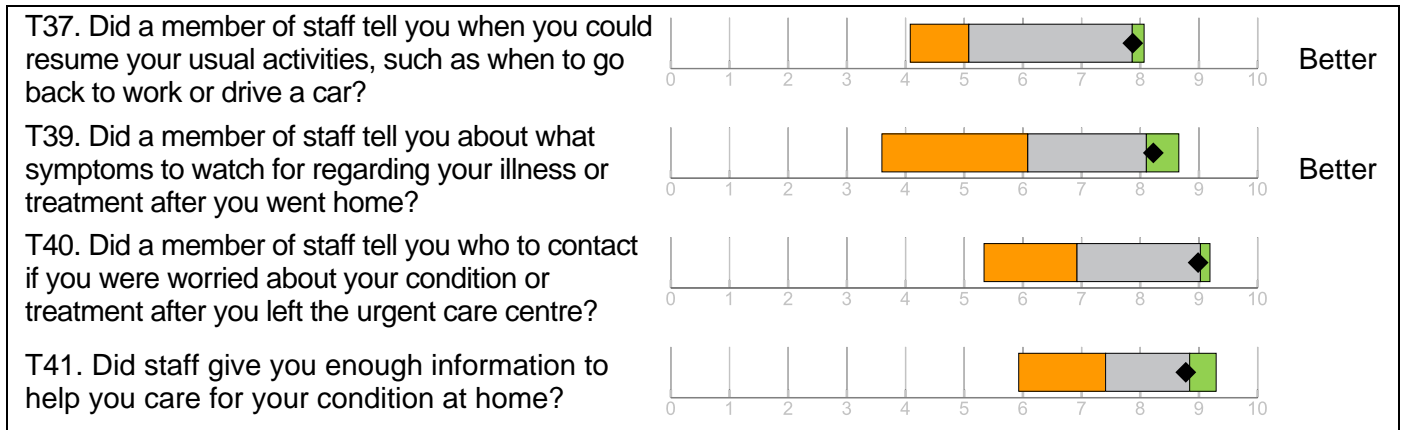 T37. Did a member of staff tell you when you could
resume your usual activities, such as when to go
back to work or drive a car?
0 1 2 3 4 5 6 7 8 9 10
Better
T39. Did a member of staff tell you about what
symptoms to watch for regarding your illness or
treatment after you went home?
0 1 2 3 4 5 6 7 8 9 10
Better
T40. Did a member of staff tell you who to contact
if you were worried about your condition or
treatment after you left the urgent care centre?
0 1 2 3 4 5 6 7 8 9 10
T41. Did staff give you enough information to
help you care for your condition at home?
0 1 2 3 4 5 6 7 8 9 10